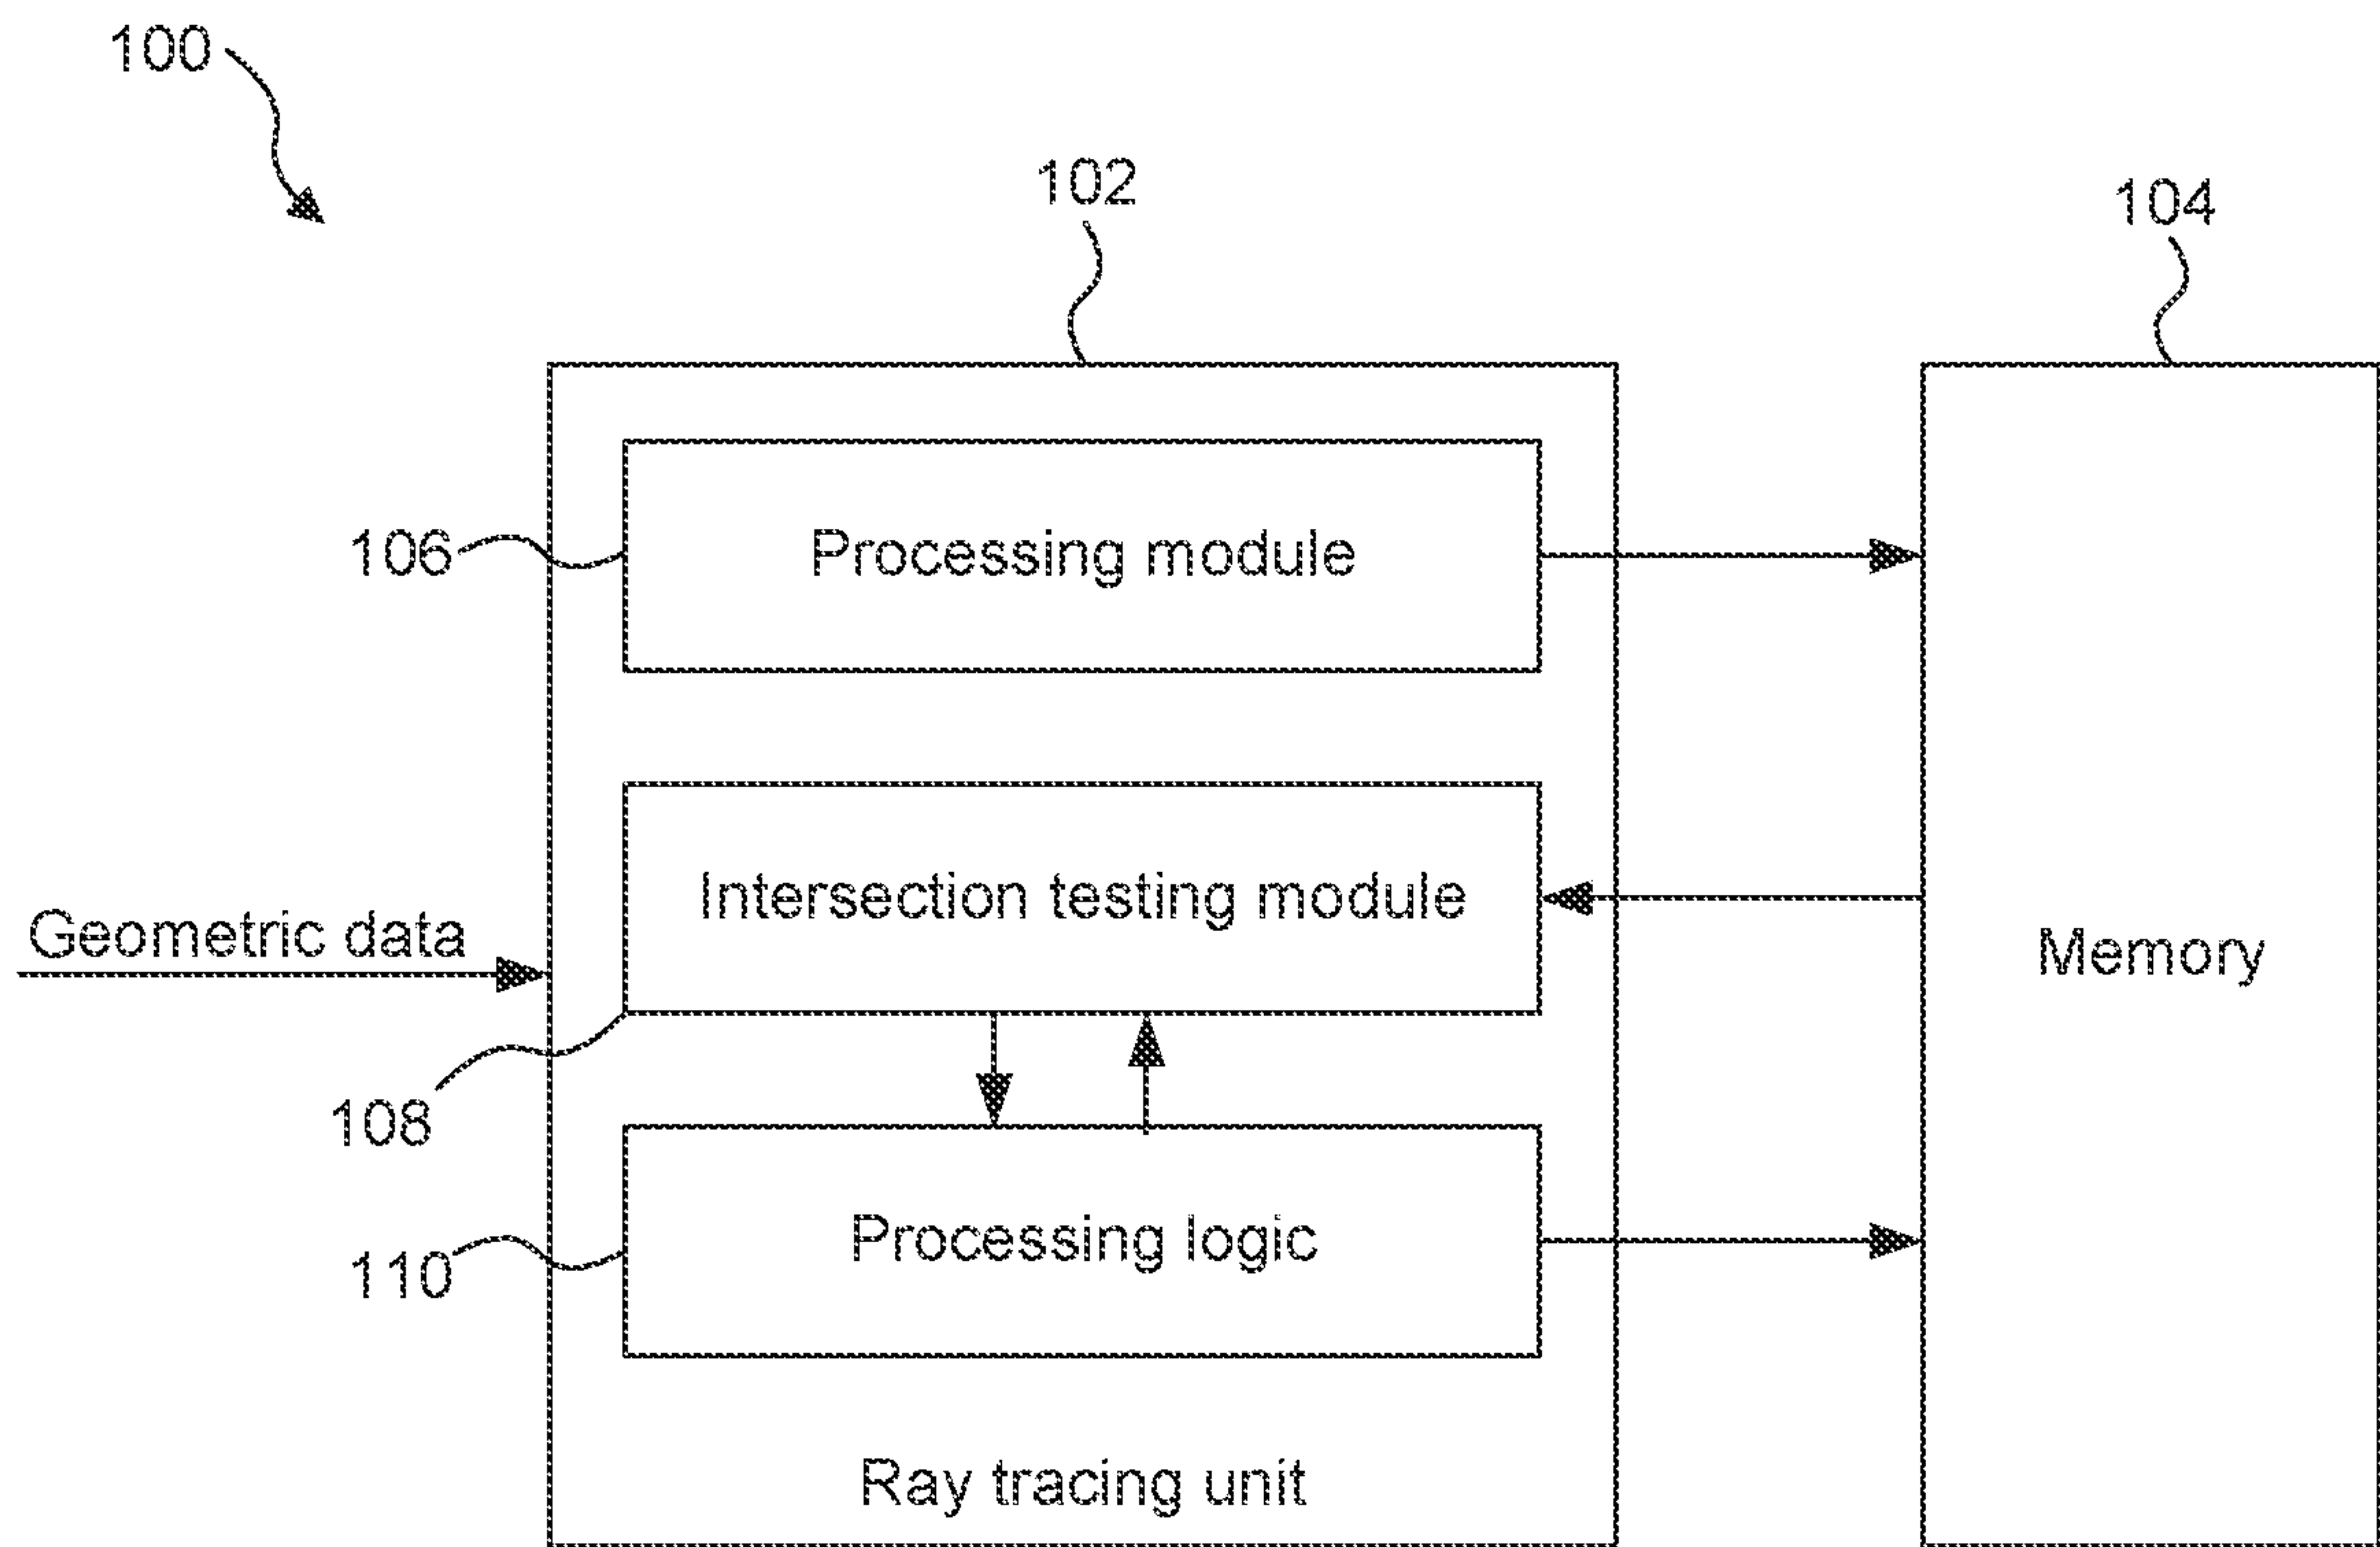 100
102
104
106
Processing module
Intersection testing module
Geometric data
Memory
108
Processing logic
110
Ray tracing unit